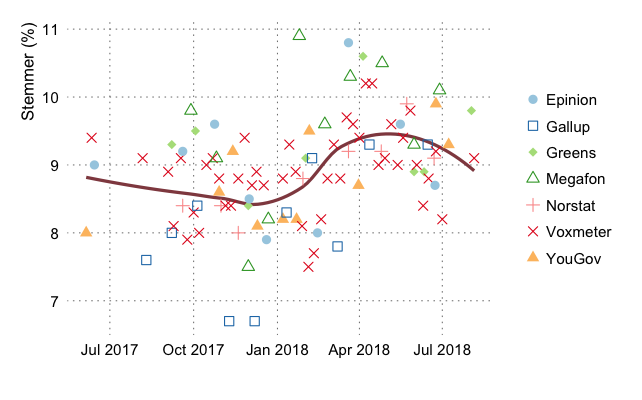 Stemmer (%)
11
10
9
8
7
Jul 2017 Oct 2017 Jan 2018 Apr 2018 Jul 2018
Epinion
Gallup
Greens
Megafon
Norstat
Voxmeter
YouGov